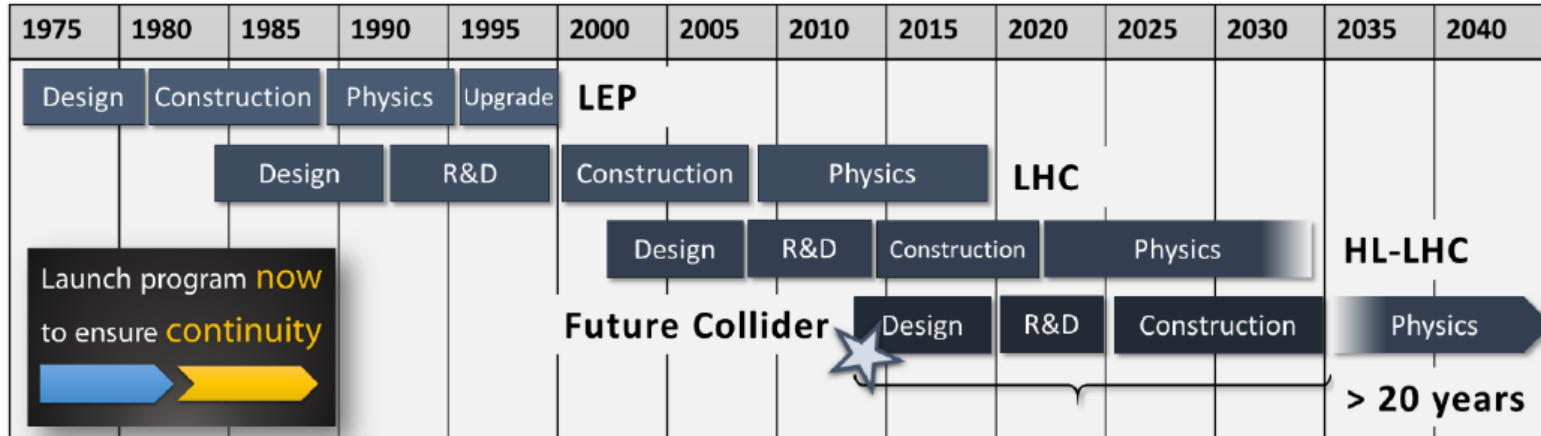 1975 1980 1985 1990 1995 2000 2005 2010 2015 2020 2025 2030 2035 2040
Design Construction Physics Upgrade LEP
Design R&D Construction Physics LHC
Design R&D Construction Physics HL-LHC
Launch program now
to ensure continuity
Future Collider Design R&D Construction Physics
> 20 years